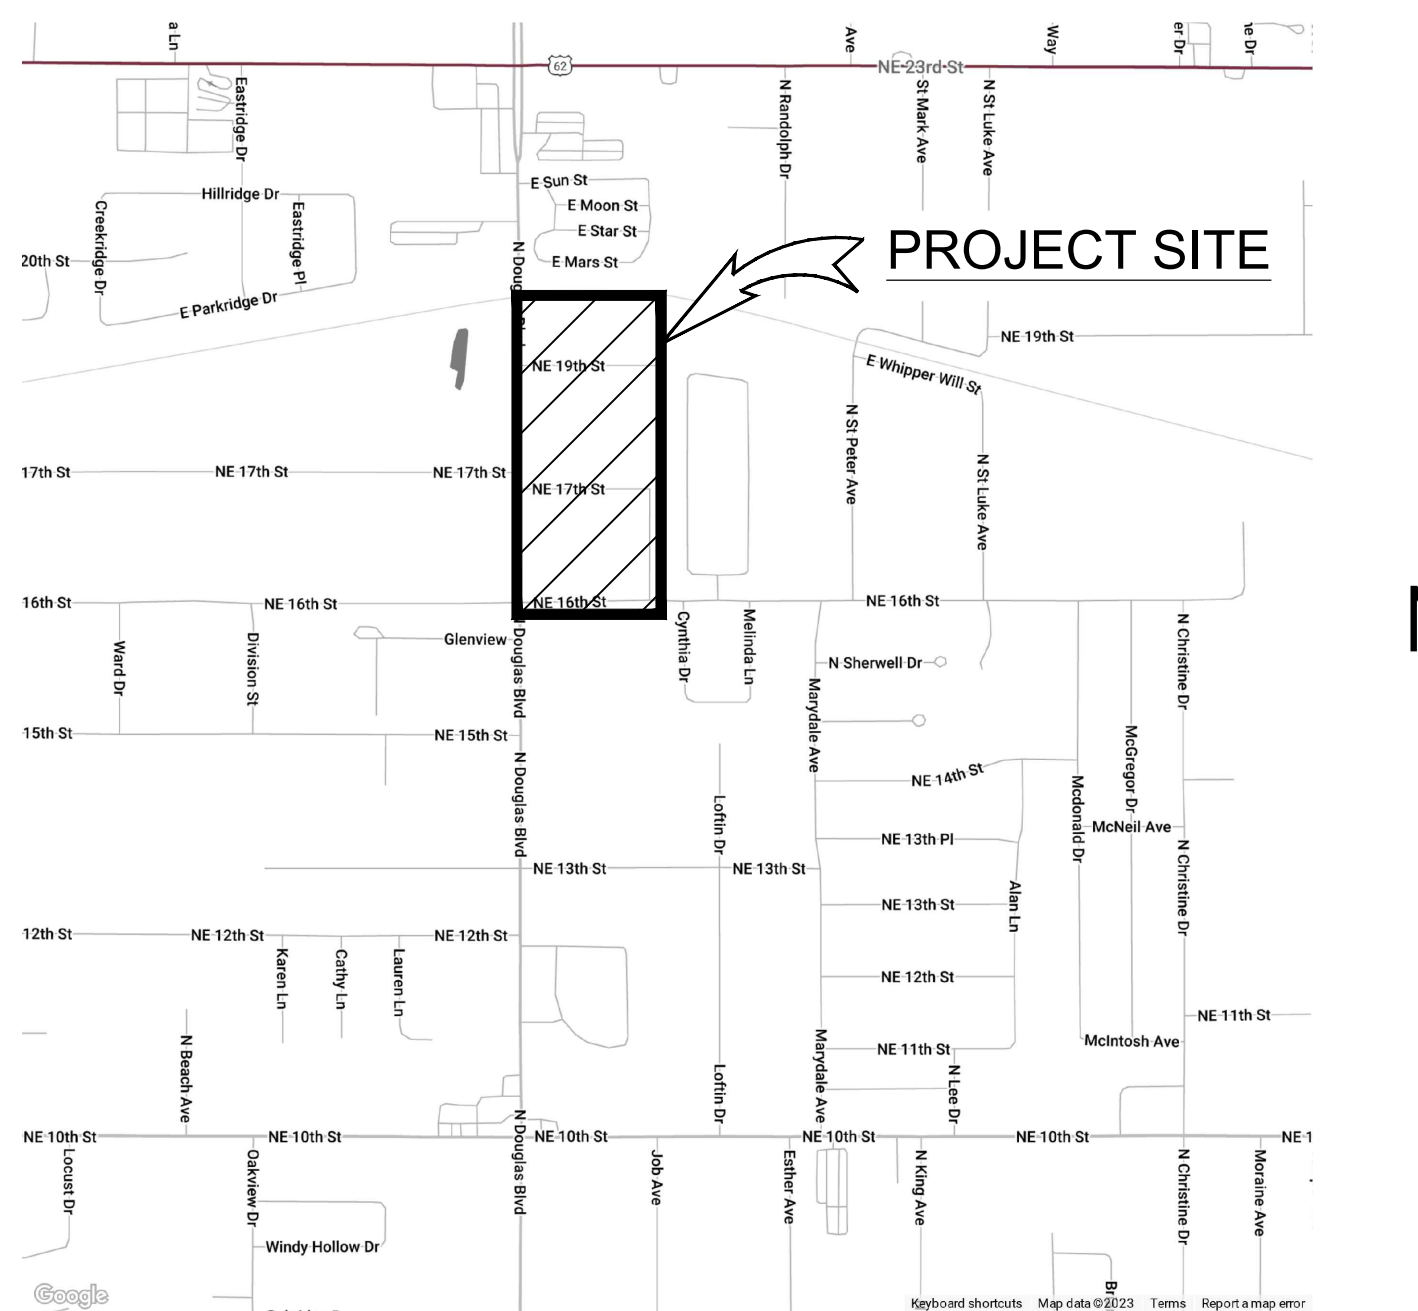 a Ln
Ave
Way
er Dr
ne Dr
62
NE 23rd St
Eastridge Dr
N Randolph Dr
St Mark Ave
N St Luke Ave
Hillridge Dr
E Sun St
E Moon St
E Star St
E Mars St
Creekridge Dr
Eastridge Pl
20th St
E Parkridge Dr
N Doug
PROJECT SITE
NE 19th St
NE 19th St
E Whipper Will St
N St Peter Ave
N St Luke Ave
17th St
NE 17th St
NE 17th St
NE 17th St
16th St
NE 16th St
NE 16th St
NE 16th St
Ward Dr
Division St
Glenview
N Douglas Blvd
Cynthia Dr
Melinda Ln
N Sherwell Dr
Marydale Ave
N Christine Dr
15th St
NE 15th St
N Douglas Blvd
Loftin Dr
NE 14th St
McGregor Dr
Mcdonald Dr
McNeil Ave
NE 13th Pl
N Christine Dr
NE 13th St
NE 13th St
NE 13th St
Alan Ln
12th St
NE 12th St
NE 12th St
NE 12th St
Karen Ln
Cathy Ln
Lauren Ln
N Beach Ave
NE 11th St
McIntosh Ave
NE 11th St
Marydale Ave
Loftin Dr
N Lee Dr
N Douglas Blvd
NE 10th St
NE 10th St
NE 10th St
NE 10th St
NE 10th St
NE 1
Locust Dr
Oakview Dr
Job Ave
Esther Ave
N King Ave
N Christine Dr
Moraine Ave
Windy Hollow Dr
Br
Google
Keyboard shortcuts Map data ©2023 Terms Report a map error